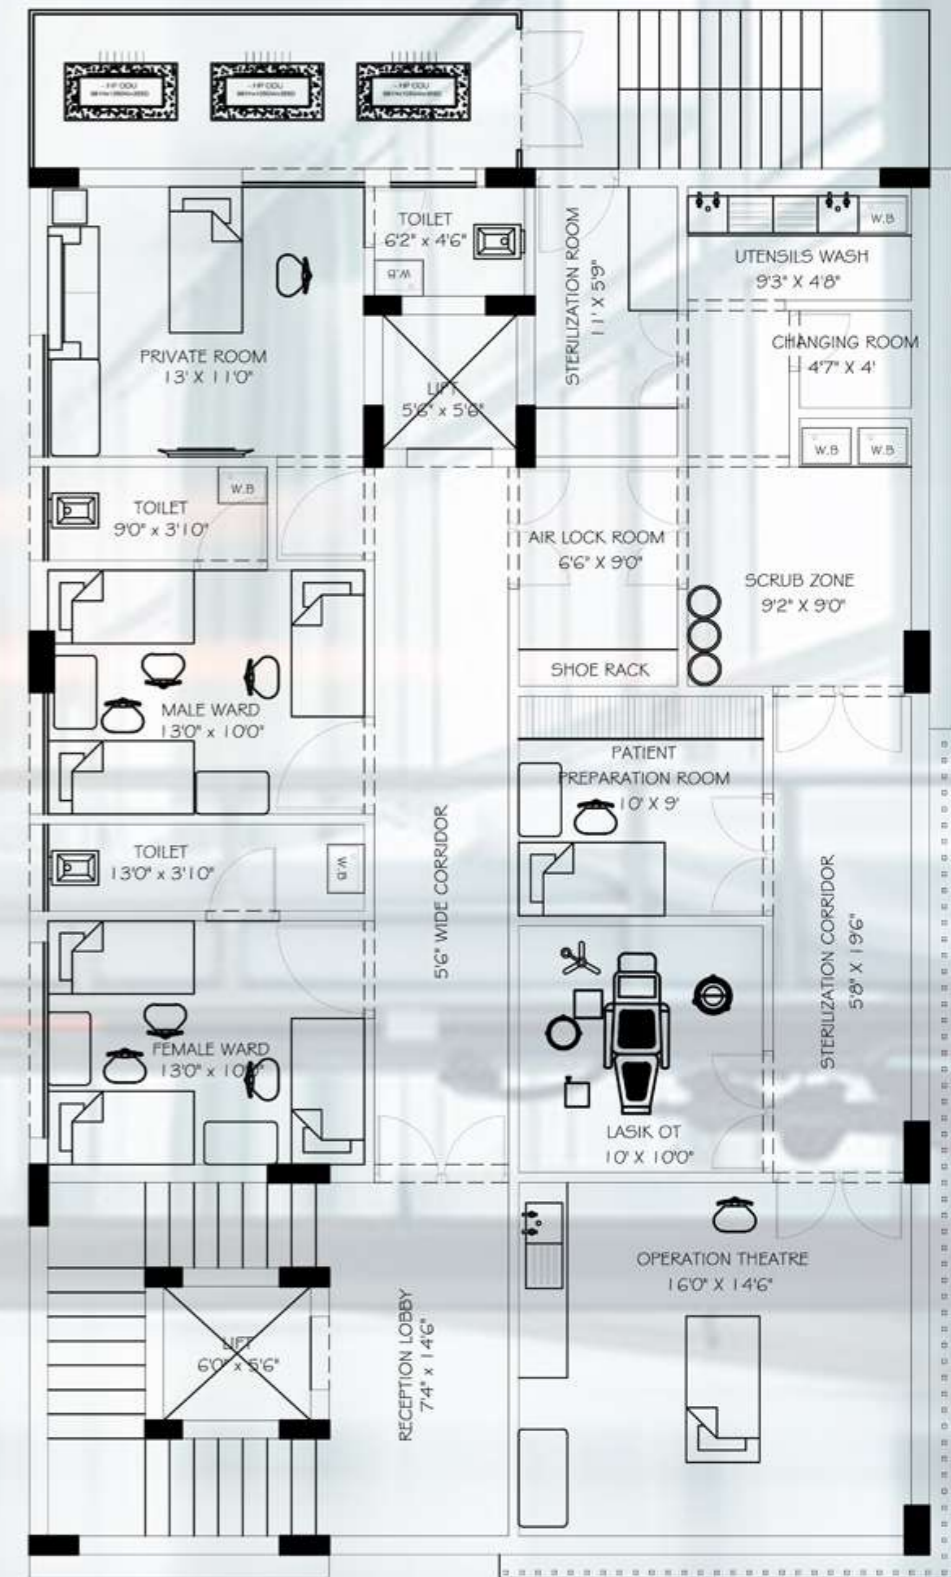 TOILET
6'2" x 4'6"
W.B
STERILIZATION ROOM
11' X 5'9"
W.B
UTENSILS WASH
9'3" X 4'8"
PRIVATE ROOM
13' X 11'0"
CHANGING ROOM
4'7" X 4'
LIFT
5'6" x 5'6"
W.B
W.B
W.B
TOILET
9'0" x 3'10"
AIR LOCK ROOM
6'6" X 9'0"
SCRUB ZONE
9'2" X 9'0"
SHOE RACK
MALE WARD
13'0" x 10'0"
PATIENT
PREPARATION ROOM
10' X 9'
TOILET
13'0" x 3'10"
W.B
5'6" WIDE CORRIDOR
STERILIZATION CORRIDOR
5'8" X 19'6"
FEMALE WARD
13'0" x 10'0"
LASIK OT
10' X 10'0"
OPERATION THEATRE
16'0" X 14'6"
LIFT
6'0" x 5'6"
RECEPTION LOBBY
7'4" x 14'6"